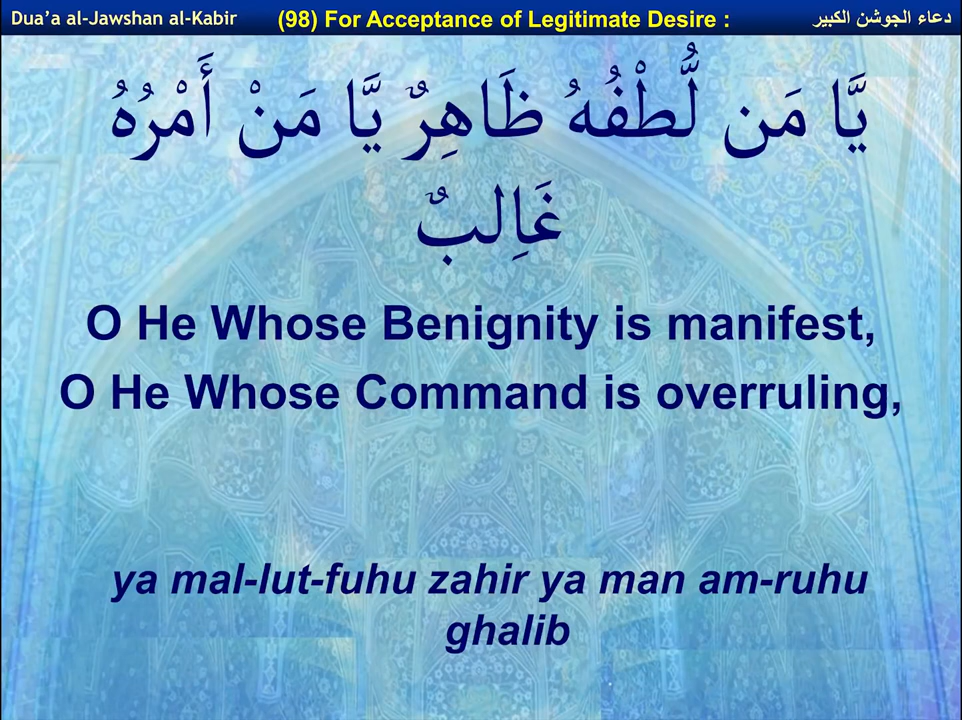 Dua’a al-Jawshan al-Kabir
(98) For Acceptance of Legitimate Desire :
دعاء الجوشن الكبير
يَّا مَن لُّطْفُهُ ظَاهِرٌ يَّا مَنْ أَمْرُهُ
غَاِلبٌ
O He Whose Benignity is manifest,
O He Whose Command is overruling,
ya mal-lut-fuhu zahir ya man am-ruhu
ghalib